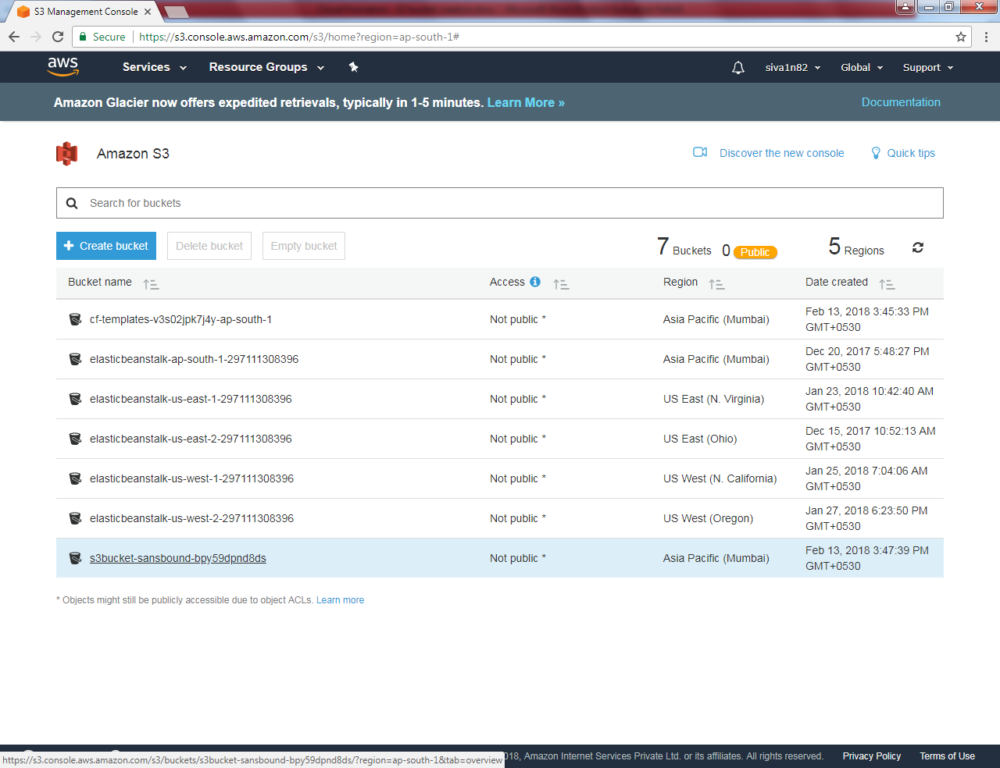 S3 Management Console
Secure https://s3.console.aws.amazon.com/s3/home?region=ap-south-1#
aws Services Resource Groups siva1n82 Global Support
Amazon Glacier now offers expedited retrievals, typically in 1-5 minutes. Learn More » Documentation
Amazon S3 Discover the new console Quick tips
Search for buckets
Create bucket Delete bucket Empty bucket 7 Buckets 0 Public 5 Regions
Bucket name Access Region Date created
cf-templates-v3s02jpk7j4y-ap-south-1 Not public * Asia Pacific (Mumbai) Feb 13, 2018 3:45:33 PM
GMT+0530
elasticbeanstalk-ap-south-1-297111308396 Not public * Asia Pacific (Mumbai) Dec 20, 2017 5:48:27 PM
GMT+0530
elasticbeanstalk-us-east-1-297111308396 Not public * US East (N. Virginia) Jan 23, 2018 10:42:40 AM
GMT+0530
elasticbeanstalk-us-east-2-297111308396 Not public * US East (Ohio) Dec 15, 2017 10:52:13 AM
GMT+0530
elasticbeanstalk-us-west-1-297111308396 Not public * US West (N. California) Jan 25, 2018 7:04:06 AM
GMT+0530
elasticbeanstalk-us-west-2-297111308396 Not public * US West (Oregon) Jan 27, 2018 6:23:50 PM
GMT+0530
s3bucket-sansbound-bpy59dpnd8ds Not public * Asia Pacific (Mumbai) Feb 13, 2018 3:47:39 PM
GMT+0530
* Objects might still be publicly accessible due to object ACLs. Learn more
https://s3.console.aws.amazon.com/s3/buckets/s3bucket-sansbound-bpy59dpnd8ds/?region=ap-south-1&tab=overview 018, Amazon Internet Services Private Ltd. or its affiliates. All rights reserved. Privacy Policy Terms of Use